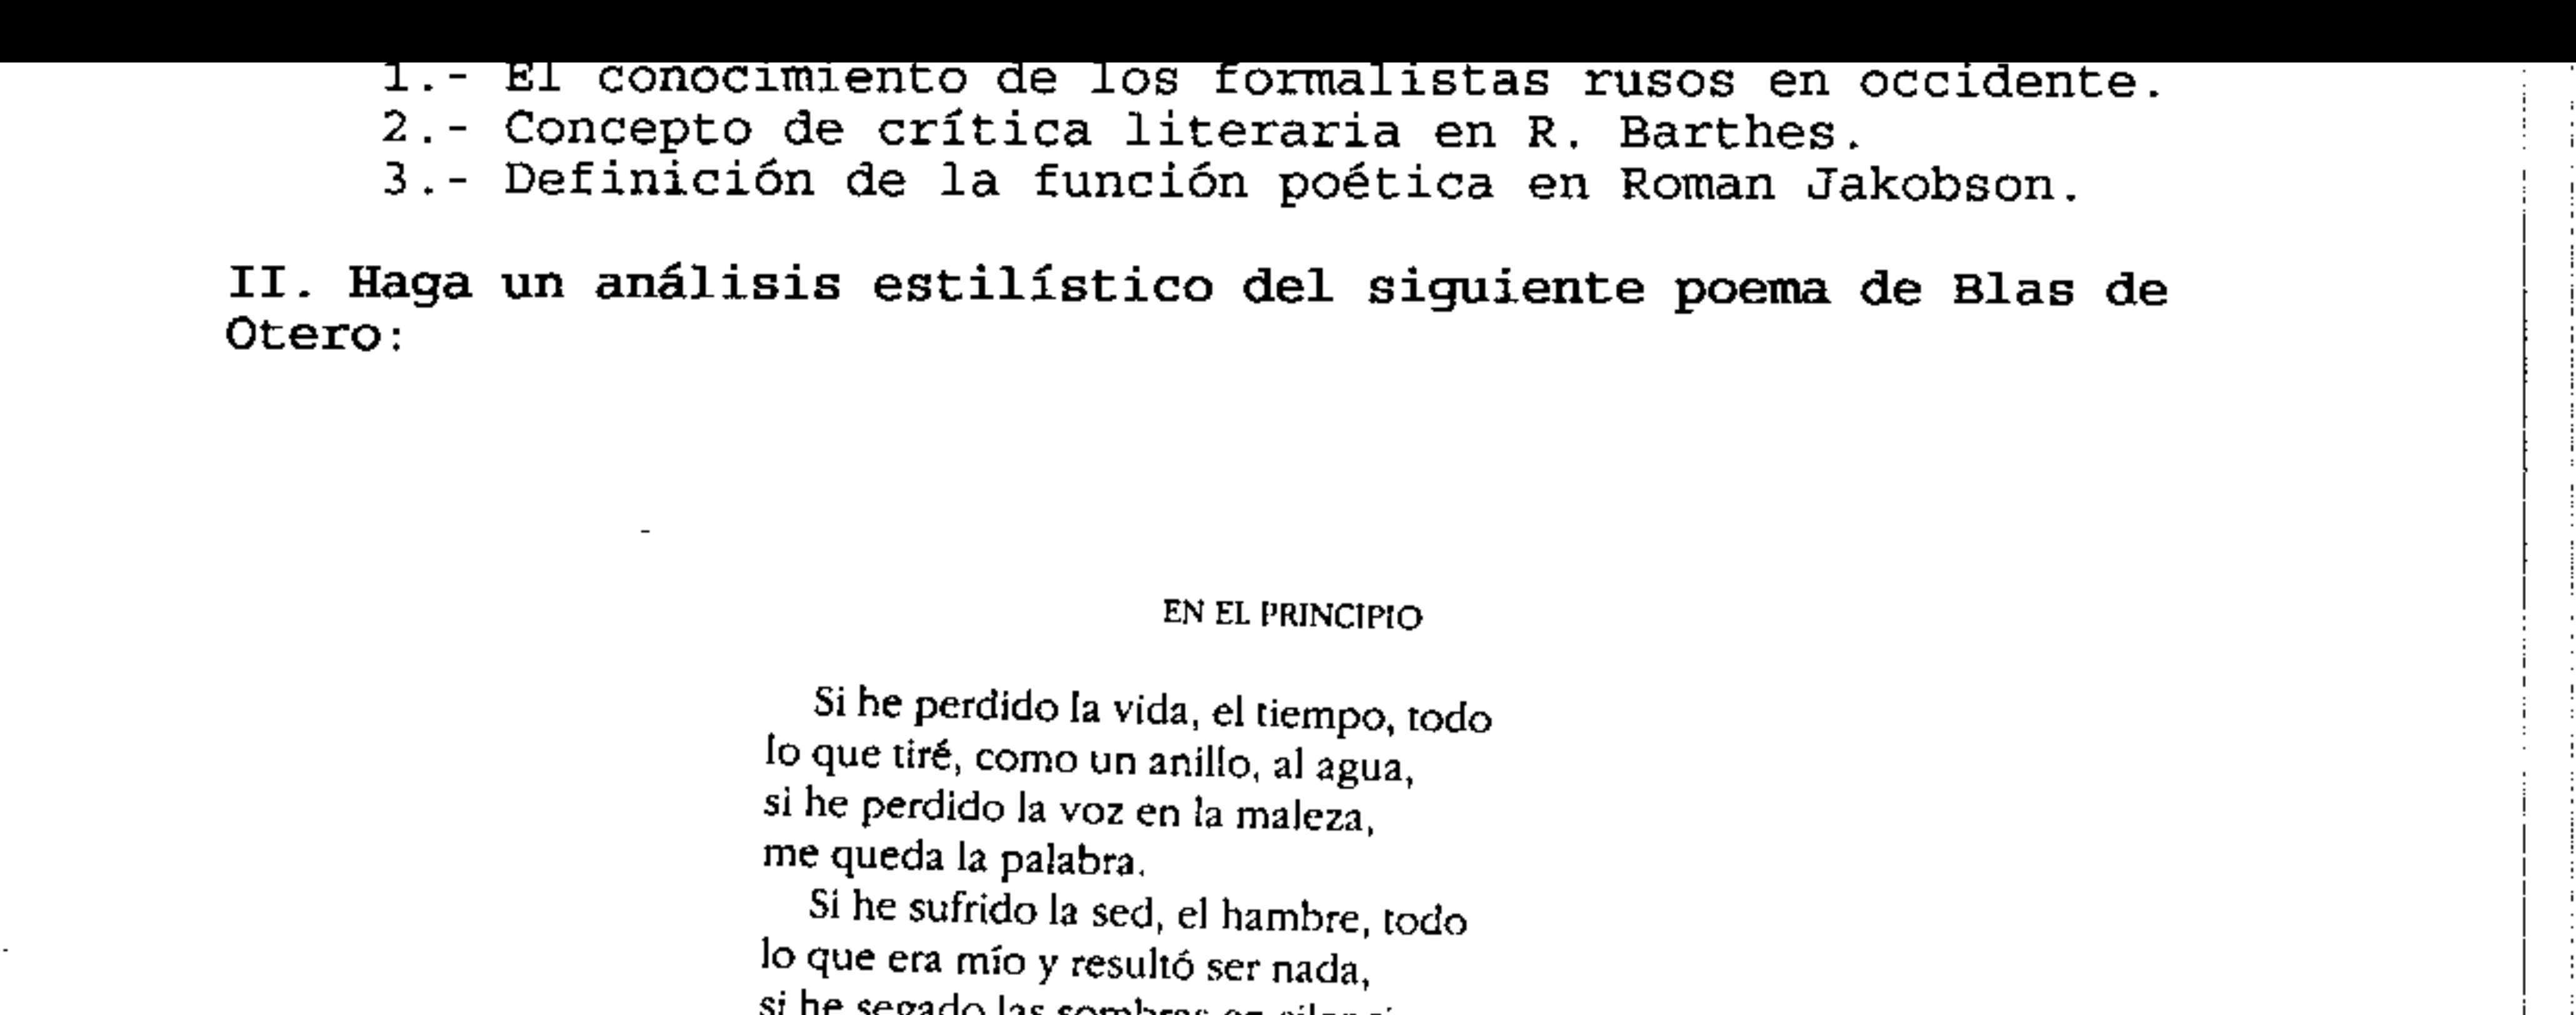 1.- El conocimiento de los formalistas rusos en occidente.
2.- Concepto de crítica literaria en R. Barthes.
3.- Definición de la función poética en Roman Jakobson.
II. Haga un análisis estilístico del siguiente poema de Blas de
Otero:
EN EL PRINCIPIO
Si he perdido la vida, el tiempo, todo
lo que tiré, como un anillo, al agua,
si he perdido la voz en la maleza,
me queda la palabra.
Si he sufrido la sed, el hambre, todo
lo que era mío y resultó ser nada,
si he segado las sombras en